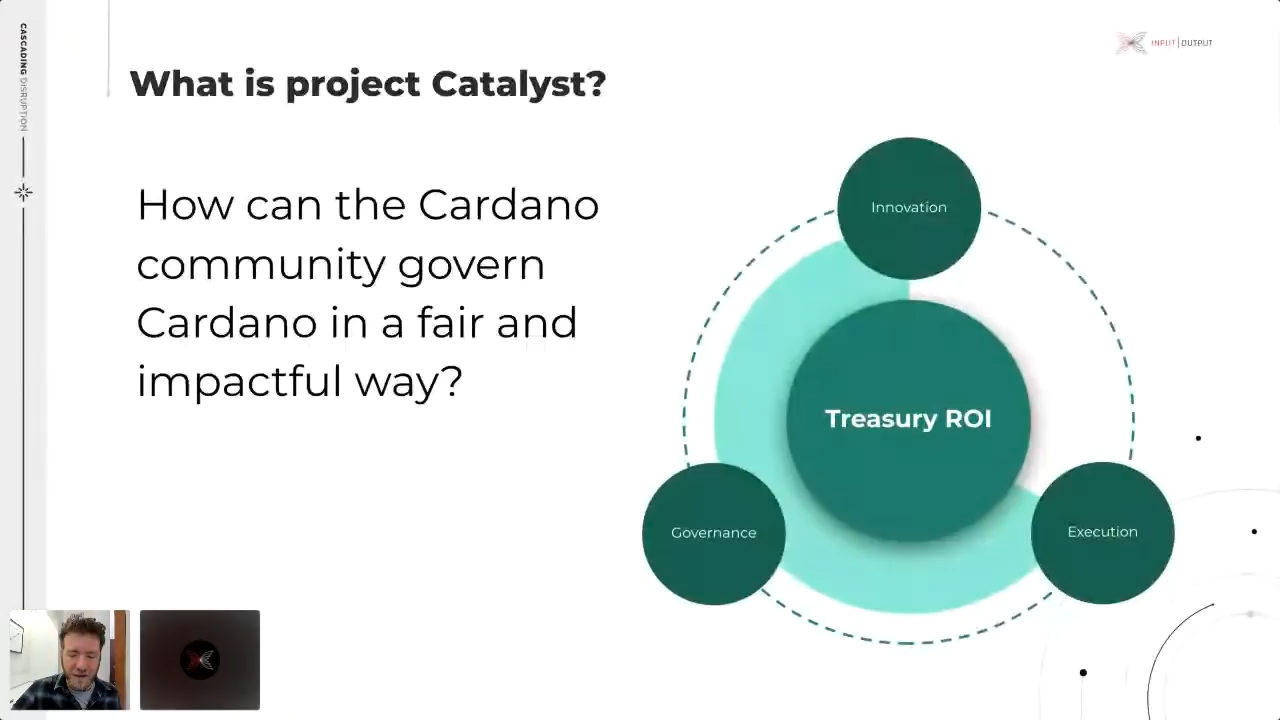 CASCADING DISRUPTION
INPUT | OUTPUT
What is project Catalyst?
How can the Cardano
community govern
Cardano in a fair and
impactful way?
Innovation
Treasury ROI
Governance
Execution